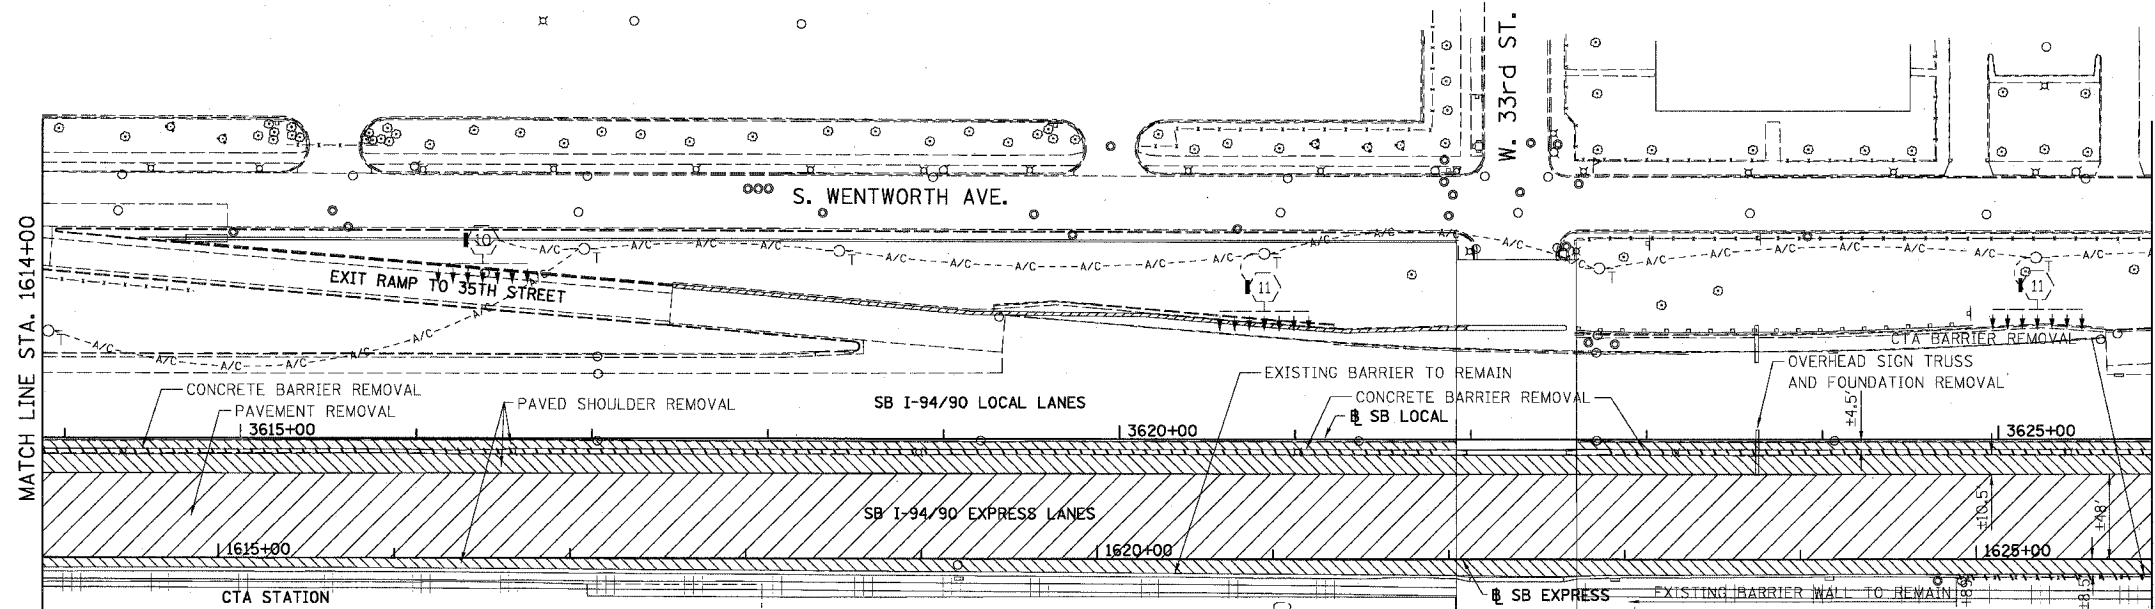 W. 33rd ST.
S. WENTWORTH AVE.
MATCH LINE STA. 1614+00
10
A/C A/C A/C A/C A/C A/C A/C A/C A/C A/C A/C A/C
A/C A/C A/C A/C A/C A/C A/C
T
T
T
T
T
EXIT RAMP TO 35TH STREET
11
11
A/C
A/C
T
A/C A/C A/C A/C A/C
CTA BARRIER REMOVAL
OVERHEAD SIGN TRUSS
AND FOUNDATION REMOVAL
CONCRETE BARRIER REMOVAL
PAVEMENT REMOVAL
PAVED SHOULDER REMOVAL
SB I-94/90 LOCAL LANES
EXISTING BARRIER TO REMAIN
CONCRETE BARRIER REMOVAL
℄ SB LOCAL
±4.5'
3615+00
3620+00
3625+00
SB I-94/90 EXPRESS LANES
±10.5'
±48'
1615+00
1620+00
1625+00
CTA STATION
℄ SB EXPRESS
EXISTING BARRIER WALL TO REMAIN